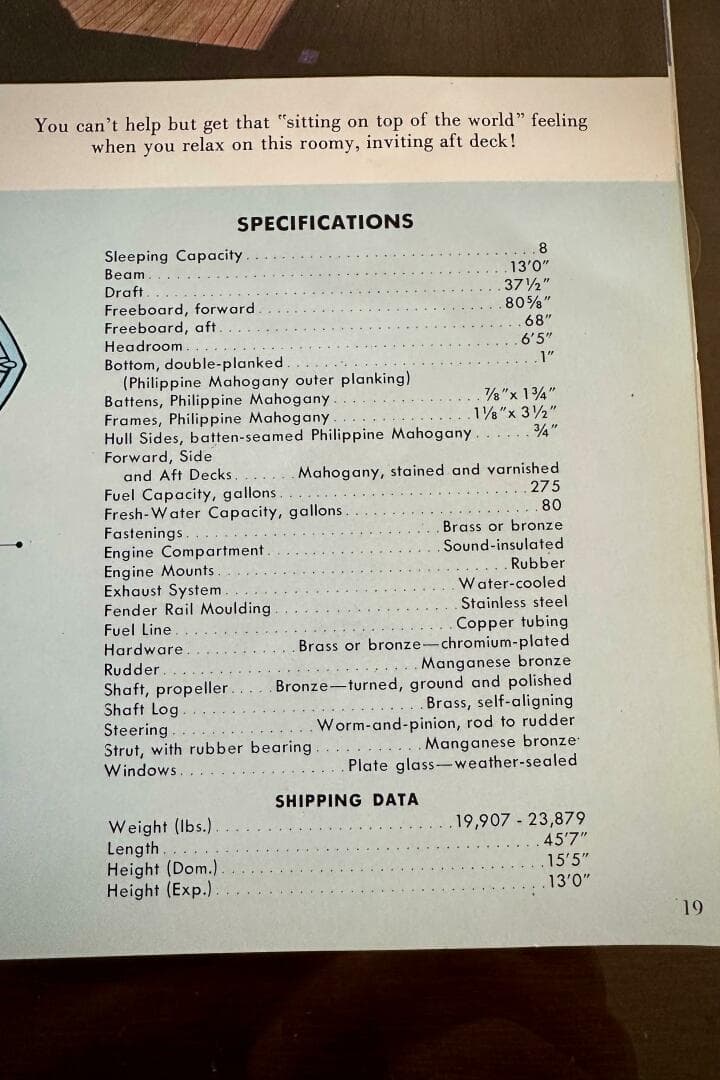 You can't help but get that "sitting on top of the world" feeling
when you relax on this roomy, inviting aft deck!
SPECIFICATIONS
Sleeping Capacity . . . . . . . . . . . . . . . . . . . . . . . . . . . . 8
Beam . . . . . . . . . . . . . . . . . . . . . . . . . . . . . . . . . . 13'0"
Draft . . . . . . . . . . . . . . . . . . . . . . . . . . . . . . . . . . 37½"
Freeboard, forward . . . . . . . . . . . . . . . . . . . . . . . . 80⅝"
Freeboard, aft . . . . . . . . . . . . . . . . . . . . . . . . . . . . 68"
Headroom . . . . . . . . . . . . . . . . . . . . . . . . . . . . . . 6'5"
Bottom, double-planked . . . . . . . . . . . . . . . . . . . . . . 1"
(Philippine Mahogany outer planking)
Battens, Philippine Mahogany . . . . . . . . . . . . . ⅞"x 1¾"
Frames, Philippine Mahogany . . . . . . . . . . . . . 1⅛"x 3½"
Hull Sides, batten-seamed Philippine Mahogany . . . . . . ¾"
Forward, Side
and Aft Decks . . . . . . . Mahogany, stained and varnished
Fuel Capacity, gallons . . . . . . . . . . . . . . . . . . . . . . 275
Fresh-Water Capacity, gallons . . . . . . . . . . . . . . . . . 80
Fastenings . . . . . . . . . . . . . . . . . . . . . Brass or bronze
Engine Compartment . . . . . . . . . . . . . . . Sound-insulated
Engine Mounts . . . . . . . . . . . . . . . . . . . . . . . . . Rubber
Exhaust System . . . . . . . . . . . . . . . . . . . . Water-cooled
Fender Rail Moulding . . . . . . . . . . . . . . . . Stainless steel
Fuel Line . . . . . . . . . . . . . . . . . . . . . . . . Copper tubing
Hardware . . . . . . . . . . Brass or bronze—chromium-plated
Rudder . . . . . . . . . . . . . . . . . . . . . . Manganese bronze
Shaft, propeller . . . . . Bronze—turned, ground and polished
Shaft Log . . . . . . . . . . . . . . . . . . . . Brass, self-aligning
Steering . . . . . . . . . . . . Worm-and-pinion, rod to rudder
Strut, with rubber bearing . . . . . . . . . . Manganese bronze
Windows . . . . . . . . . . . . . . Plate glass—weather-sealed
SHIPPING DATA
Weight (lbs.) . . . . . . . . . . . . . . . . . . . . 19,907 - 23,879
Length . . . . . . . . . . . . . . . . . . . . . . . . . . . . . . . 45'7"
Height (Dom.) . . . . . . . . . . . . . . . . . . . . . . . . . . 15'5"
Height (Exp.) . . . . . . . . . . . . . . . . . . . . . . . . . . 13'0"
19